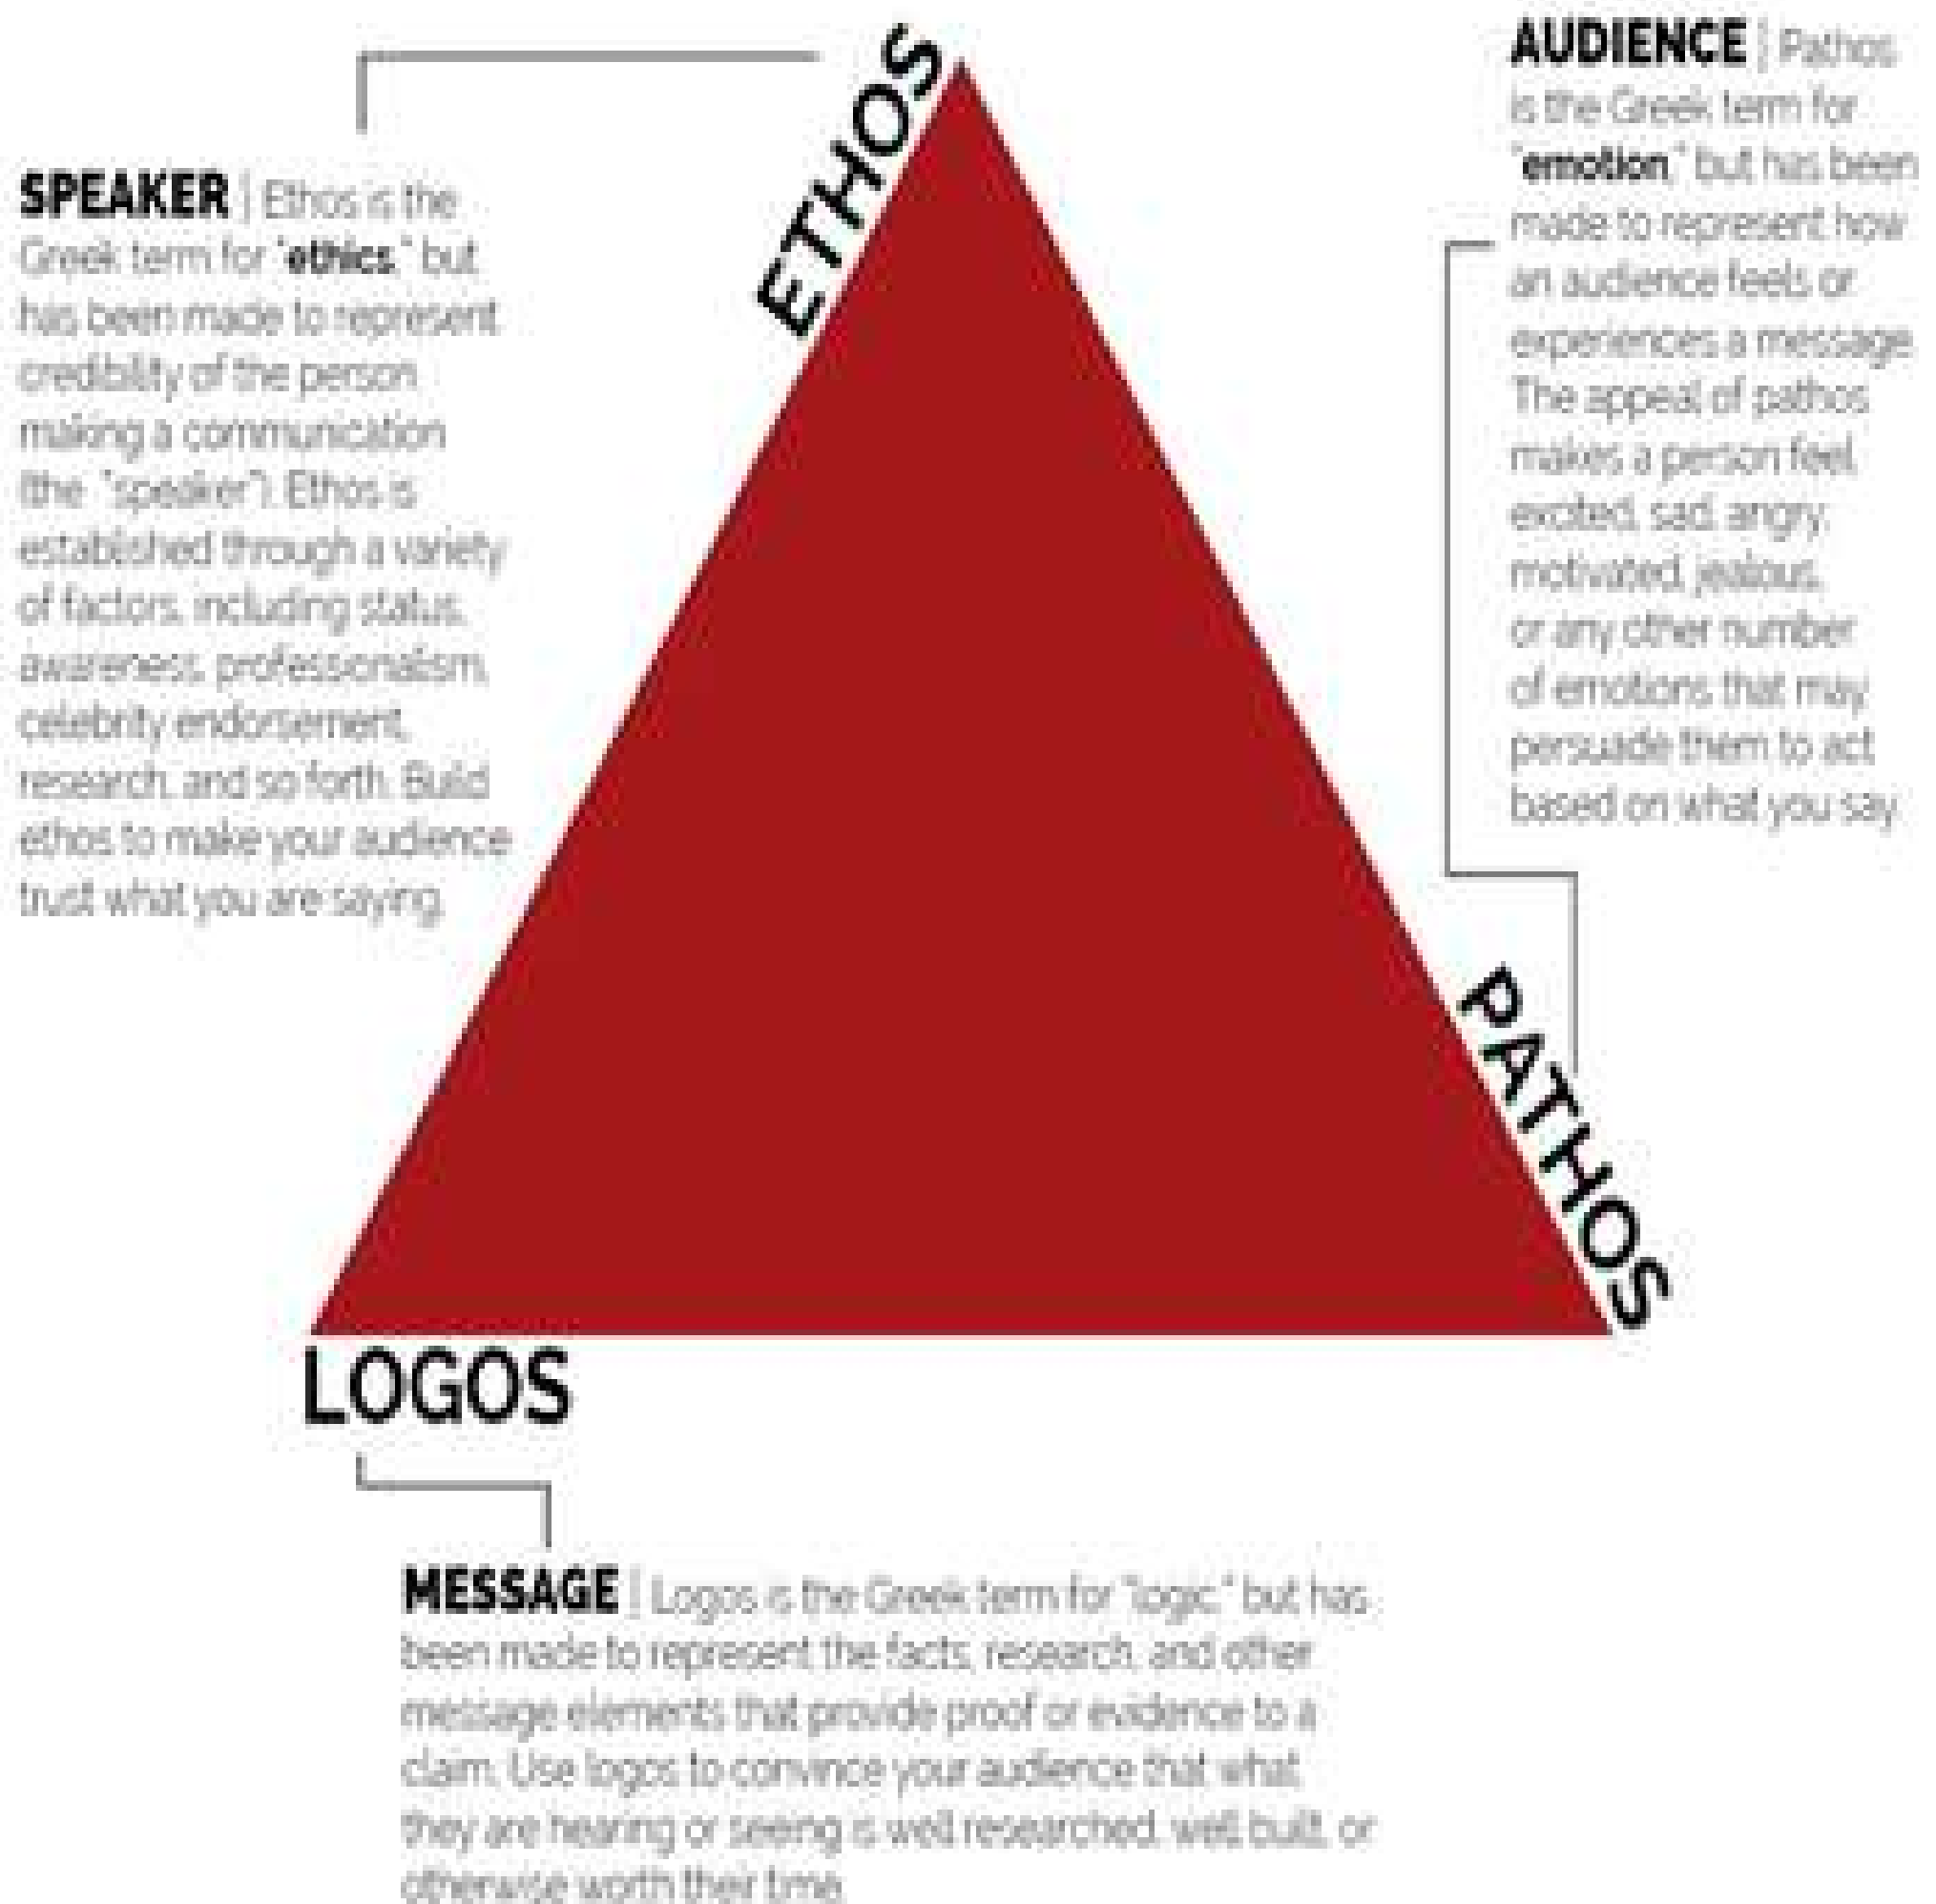 ETHOS
SPEAKER | Ethos is the
Greek term for "ethics," but
has been made to represent
credibility of the person
making a communication
(the "speaker"). Ethos is
established through a variety
of factors, including status,
awareness, professionalism,
celebrity endorsement,
research, and so forth. Build
ethos to make your audience
trust what you are saying.
AUDIENCE | Pathos
is the Greek term for
"emotion," but has been
made to represent how
an audience feels or
experiences a message.
The appeal of pathos
makes a person feel
excited, sad, angry,
motivated, jealous,
or any other number
of emotions that may
persuade them to act
based on what you say.
PATHOS
LOGOS
MESSAGE | Logos is the Greek term for "logic," but has
been made to represent the facts, research, and other
message elements that provide proof or evidence to a
claim. Use logos to convince your audience that what
they are hearing or seeing is well researched, well built, or
otherwise worth their time.